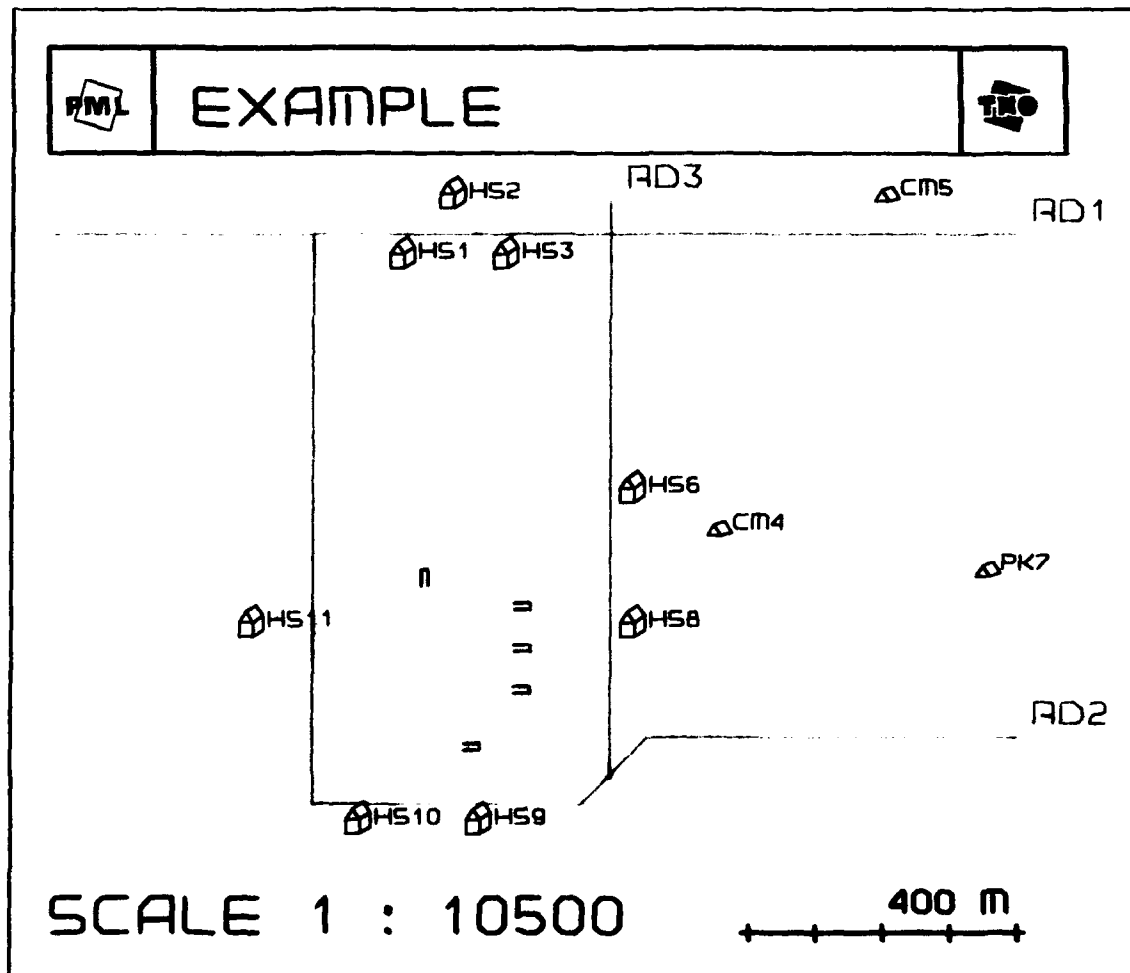 PML EXAMPLE TNO
RD3
HS2 CM5
RD1
HS1 HS3
HS6
CM4
PK7
HS11 HS8
RD2
HS10 HS9
400 m
SCALE 1 : 10500